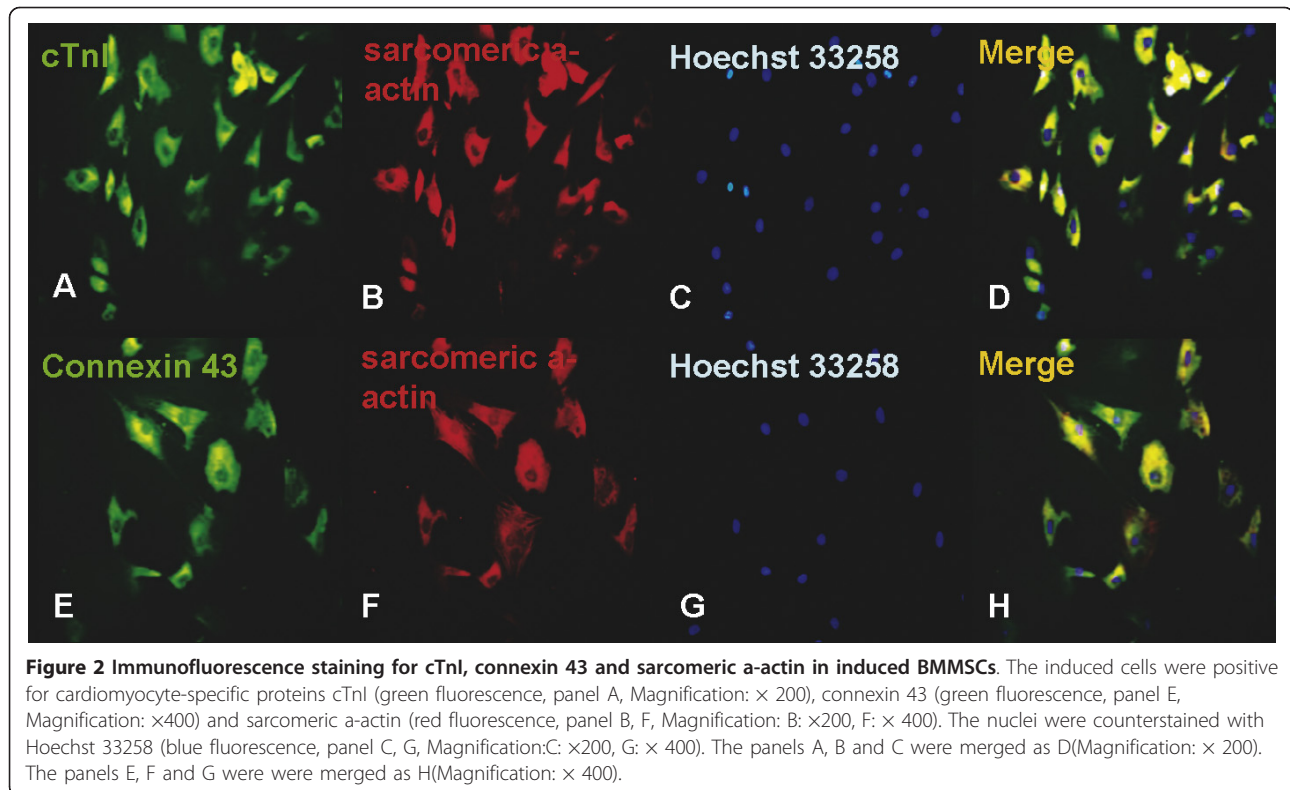 cTnI
sarcomeric a-
actin
Hoechst 33258
Merge
A
B
C
D
Connexin 43
sarcomeric a-
actin
Hoechst 33258
Merge
E
F
G
H
Figure 2 Immunofluorescence staining for cTnI, connexin 43 and sarcomeric a-actin in induced BMMSCs. The induced cells were positive
for cardiomyocyte-specific proteins cTnI (green fluorescence, panel A, Magnification: × 200), connexin 43 (green fluorescence, panel E,
Magnification: ×400) and sarcomeric a-actin (red fluorescence, panel B, F, Magnification: B: ×200, F: × 400). The nuclei were counterstained with
Hoechst 33258 (blue fluorescence, panel C, G, Magnification:C: ×200, G: × 400). The panels A, B and C were merged as D(Magnification: × 200).
The panels E, F and G were were merged as H(Magnification: × 400).